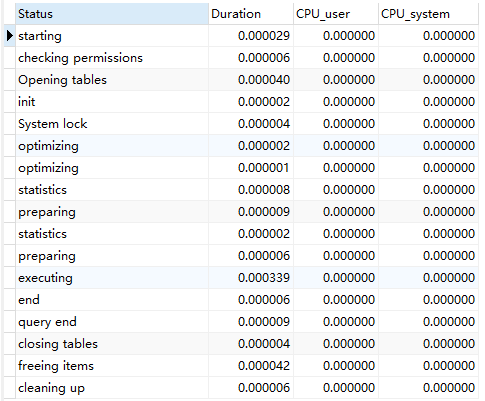 Status Duration CPU_user CPU_system
starting 0.000029 0.000000 0.000000
checking permissions 0.000006 0.000000 0.000000
Opening tables 0.000040 0.000000 0.000000
init 0.000002 0.000000 0.000000
System lock 0.000004 0.000000 0.000000
optimizing 0.000002 0.000000 0.000000
optimizing 0.000001 0.000000 0.000000
statistics 0.000008 0.000000 0.000000
preparing 0.000009 0.000000 0.000000
statistics 0.000002 0.000000 0.000000
preparing 0.000006 0.000000 0.000000
executing 0.000339 0.000000 0.000000
end 0.000006 0.000000 0.000000
query end 0.000009 0.000000 0.000000
closing tables 0.000004 0.000000 0.000000
freeing items 0.000042 0.000000 0.000000
cleaning up 0.000006 0.000000 0.000000